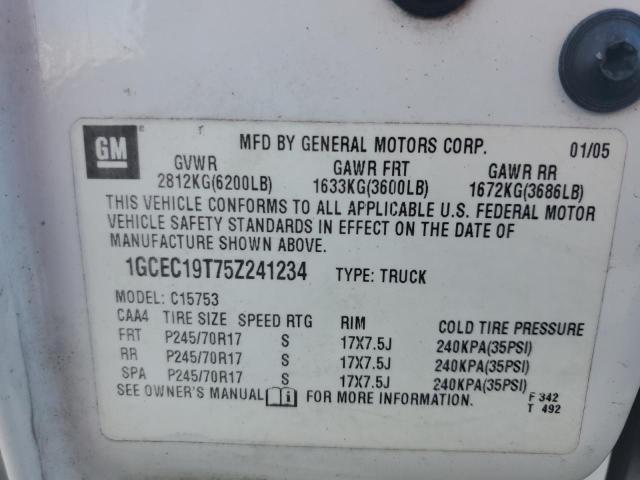 GM ® MFD BY GENERAL MOTORS CORP. 01/05
GVWR GAWR FRT GAWR RR
2812KG(6200LB) 1633KG(3600LB) 1672KG(3686LB)
THIS VEHICLE CONFORMS TO ALL APPLICABLE U.S. FEDERAL MOTOR
VEHICLE SAFETY STANDARDS IN EFFECT ON THE DATE OF
MANUFACTURE SHOWN ABOVE.
1GCEC19T75Z241234 TYPE: TRUCK
MODEL: C15753
CAA4 TIRE SIZE SPEED RTG RIM COLD TIRE PRESSURE
FRT P245/70R17 S 17X7.5J 240KPA(35PSI)
RR P245/70R17 S 17X7.5J 240KPA(35PSI)
SPA P245/70R17 S 17X7.5J 240KPA(35PSI)
SEE OWNER'S MANUAL FOR MORE INFORMATION. F 342
T 492